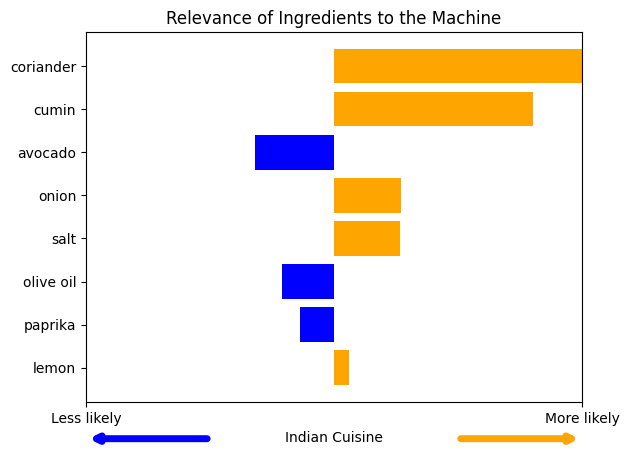 Relevance of Ingredients to the Machine
coriander
cumin
avocado
onion
salt
olive oil
paprika
lemon
Less likely
More likely
Indian Cuisine